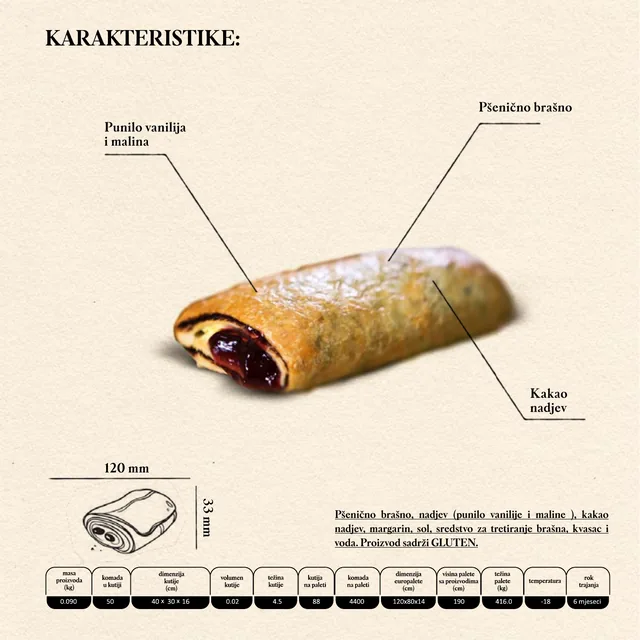 KARAKTERISTIKE:
Pšenično brašno
Punilo vanilija
i malina
Kakao
nadjev
120 mm
33 mm
Pšenično brašno, nadjev (punilo vanilije i maline ), kakao
nadjev, margarin, sol, sredstvo za tretiranje brašna, kvasac i
voda. Proizvod sadrži GLUTEN.
masa
proizvoda
(kg)
0.090
komada
u kutiji
50
dimenzija
kutije
(cm)
40 x 30 x 16
volumen
kutije
0.02
težina
kutije
4.5
kutija
na paleti
88
komada
na paleti
4400
dimenzija
europalete
(cm)
120x80x14
visina palete
sa proizvodima
(cm)
190
težina
palete
(kg)
416.0
temperatura
-18
rok
trajanja
6 mjeseci